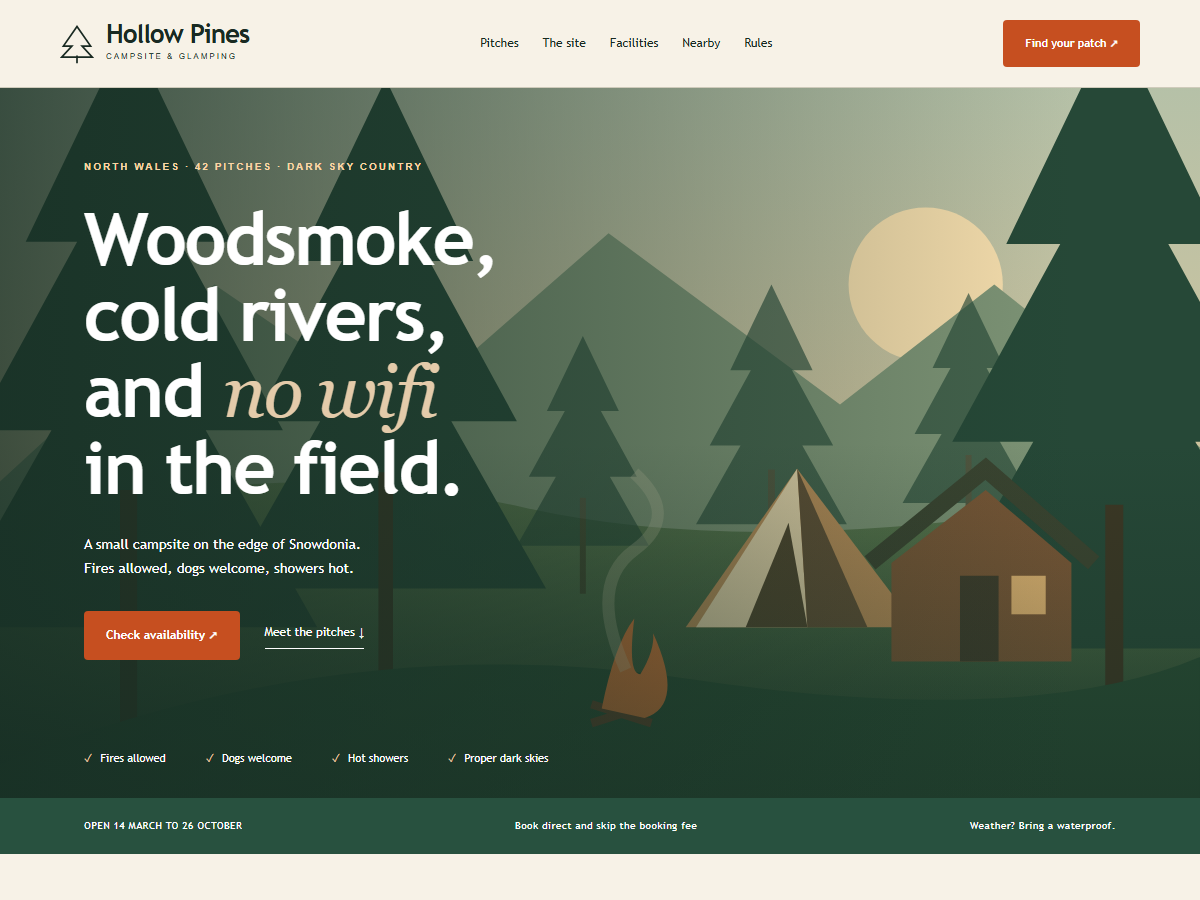 Hollow Pines
CAMPSITE & GLAMPING
Pitches The site Facilities Nearby Rules
Find your patch ↗
NORTH WALES · 42 PITCHES · DARK SKY COUNTRY
Woodsmoke,
cold rivers,
and no wifi
in the field.
A small campsite on the edge of Snowdonia.
Fires allowed, dogs welcome, showers hot.
Check availability ↗
Meet the pitches ↓
✓ Fires allowed ✓ Dogs welcome ✓ Hot showers ✓ Proper dark skies
OPEN 14 MARCH TO 26 OCTOBER
Book direct and skip the booking fee
Weather? Bring a waterproof.